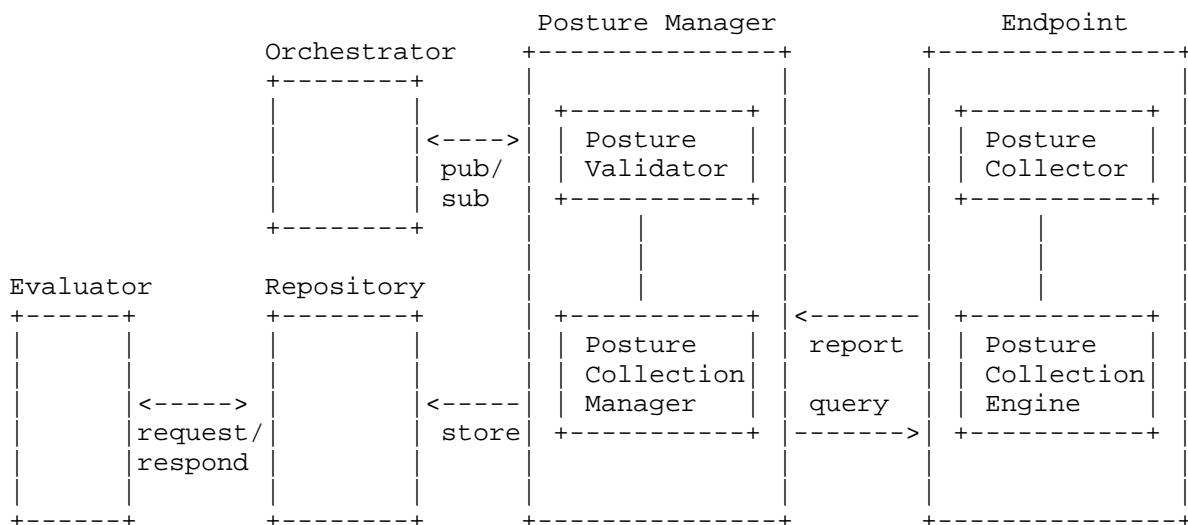 Posture Manager Endpoint
Orchestrator
Posture Posture
<----> Validator Collector
pub/
sub
Evaluator Repository
<-------
Posture report Posture
Collection Collection
<-----> <----- Manager query Engine
request/ store ------->
respond